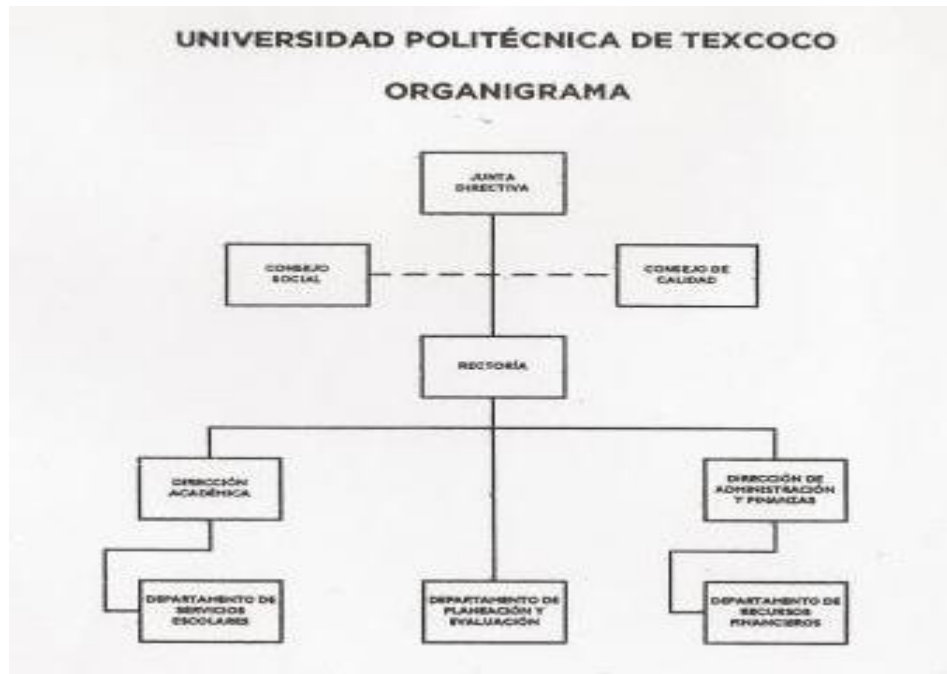 UNIVERSIDAD POLITÉCNICA DE TEXCOCO
ORGANIGRAMA
JUNTA
DIRECTIVA
CONSEJO
SOCIAL
CONSEJO DE
CALIDAD
RECTORÍA
DIRECCIÓN
ACADÉMICA
DIRECCIÓN DE
ADMINISTRACIÓN
Y FINANZAS
DEPARTAMENTO DE
SERVICIOS
ESCOLARES
DEPARTAMENTO DE
PLANEACIÓN Y
EVALUACIÓN
DEPARTAMENTO DE
RECURSOS
FINANCIEROS